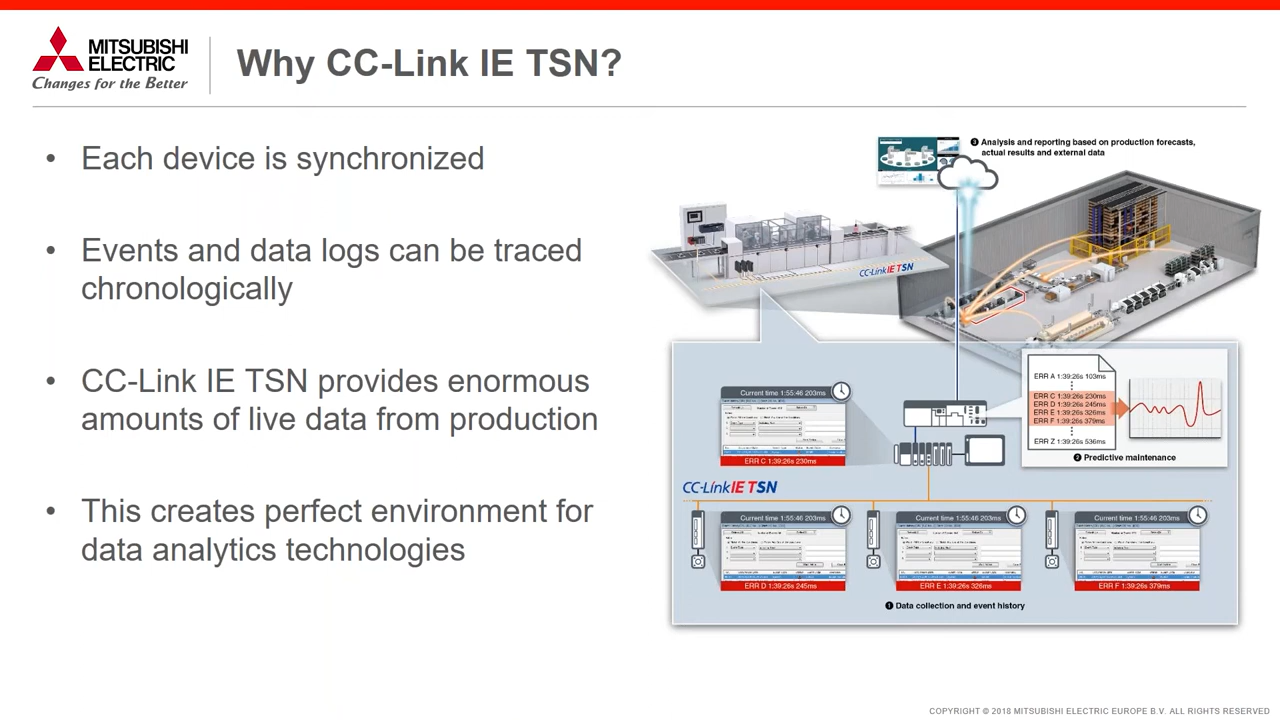 MITSUBISHI
ELECTRIC
Changes for the Better
Why CC-Link IE TSN?
• Each device is synchronized
• Events and data logs can be traced
chronologically
• CC-Link IE TSN provides enormous
amounts of live data from production
• This creates perfect environment for
data analytics technologies
❸ Analysis and reporting based on production forecasts,
actual results and external data
CC-Link IE TSN
Current time 1:55:46 203ms
ERR C 1:39:26s 230ms
ERR A 1:39:26s 103ms
ERR C 1:39:26s 230ms
ERR D 1:39:26s 245ms
ERR E 1:39:26s 326ms
ERR F 1:39:26s 379ms
ERR Z 1:39:26s 536ms
❷ Predictive maintenance
CC-Link IE TSN
Current time 1:55:46 203ms
ERR D 1:39:26s 245ms
Current time 1:55:46 203ms
ERR E 1:39:26s 326ms
Current time 1:55:46 203ms
ERR F 1:39:26s 379ms
❶ Data collection and event history
COPYRIGHT © 2018 MITSUBISHI ELECTRIC EUROPE B.V. ALL RIGHTS RESERVED